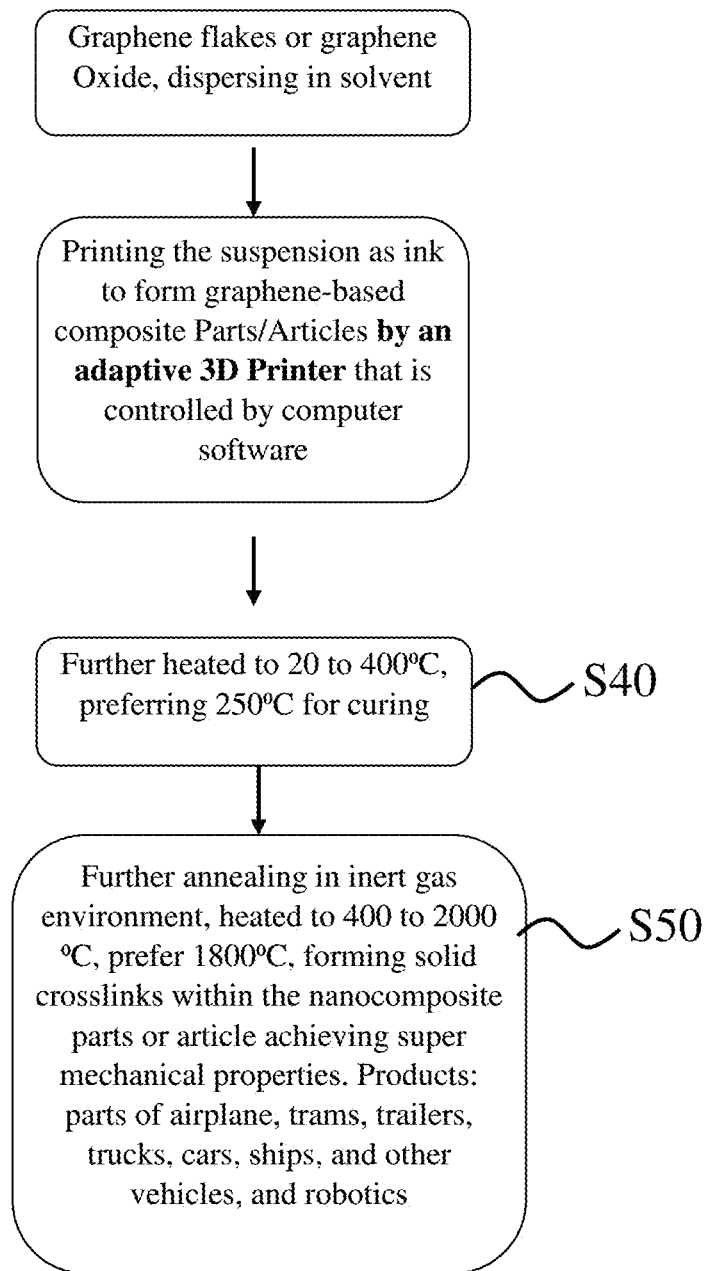 Graphene flakes or graphene
Oxide, dispersing in solvent
Printing the suspension as ink
to form graphene-based
composite Parts/Articles by an
adaptive 3D Printer that is
controlled by computer
software
Further heated to 20 to 400⁰C,
preferring 250⁰C for curing
S40
Further annealing in inert gas
environment, heated to 400 to 2000
⁰C, prefer 1800⁰C, forming solid
crosslinks within the nanocomposite
parts or article achieving super
mechanical properties. Products:
parts of airplane, trams, trailers,
trucks, cars, ships, and other
vehicles, and robotics
S50